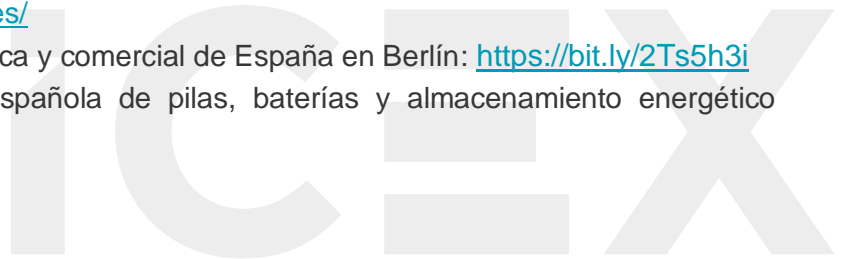 es/
ca y comercial de España en Berlín: https://bit.ly/2Ts5h3i
spañola de pilas, baterías y almacenamiento energético
ICEX